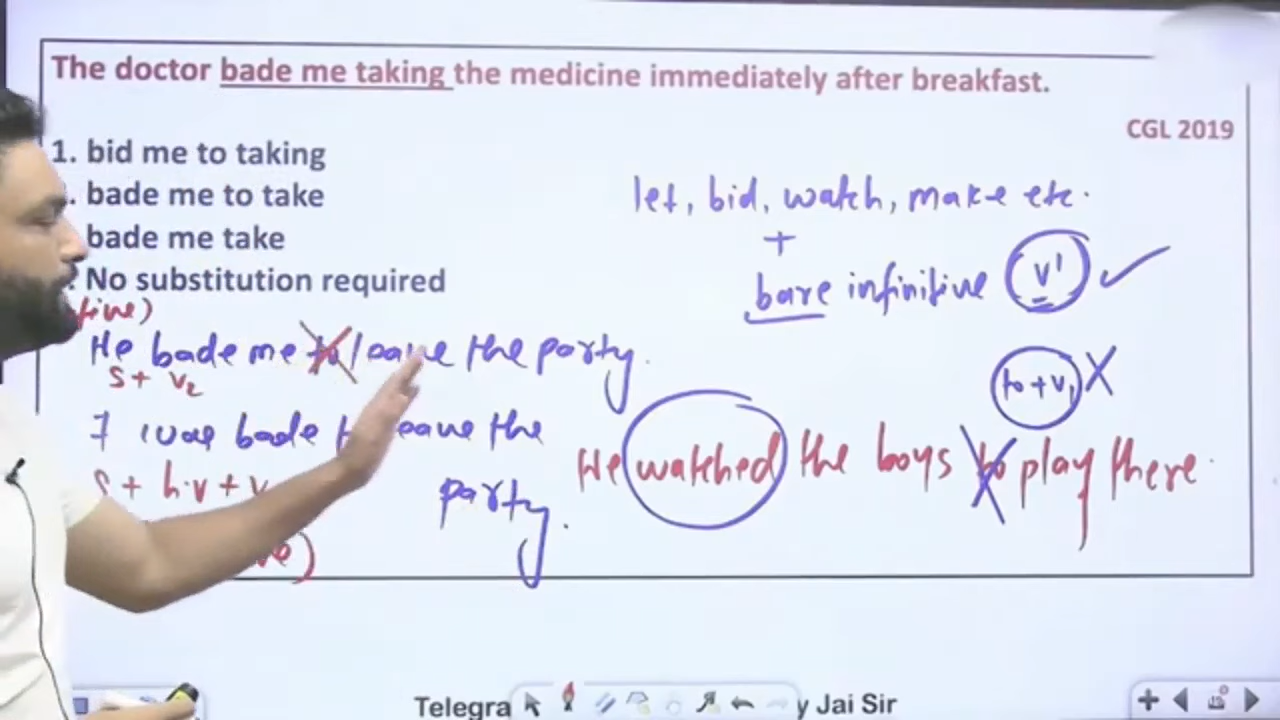 The doctor bade me taking the medicine immediately after breakfast.
CGL 2019
1. bid me to taking
. bade me to take
bade me take
No substitution required
let, bid, watch, make etc.
+
bare infinitive V¹ ✓
to + V₁ X
He bade me to leave the party.
S + V₂
I was bade leave the
party.
S + h.v + v
He watched the boys to play there.
Telegra
y Jai Sir